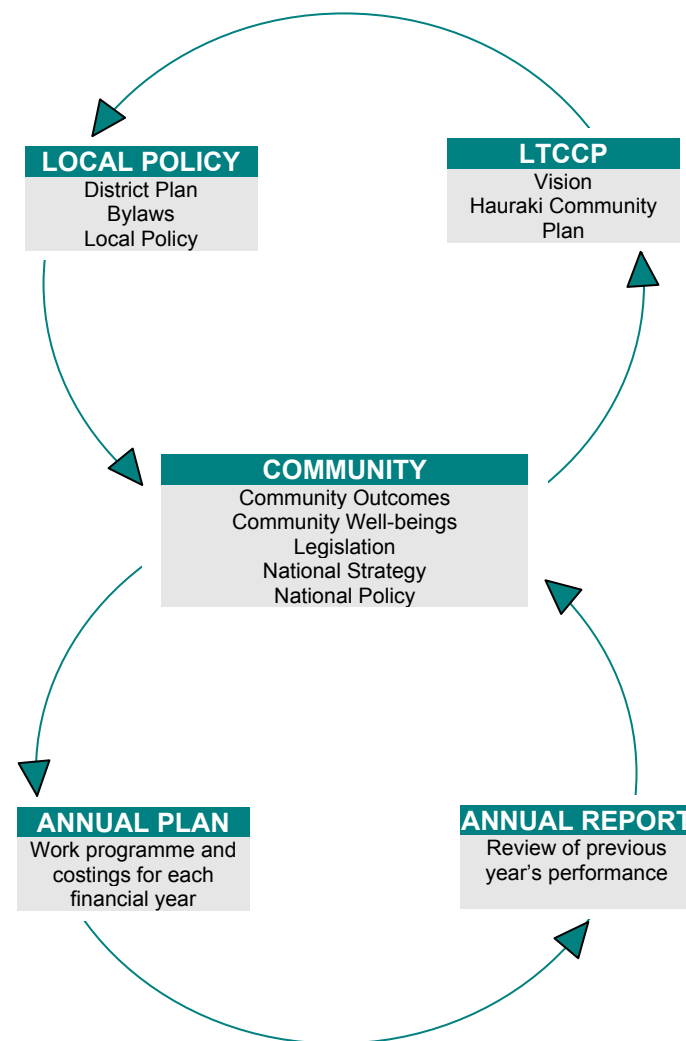 LOCAL POLICY
District Plan
Bylaws
Local Policy
LTCCP
Vision
Hauraki Community
Plan
COMMUNITY
Community Outcomes
Community Well-beings
Legislation
National Strategy
National Policy
ANNUAL PLAN
Work programme and
costings for each
financial year
ANNUAL REPORT
Review of previous
year’s performance